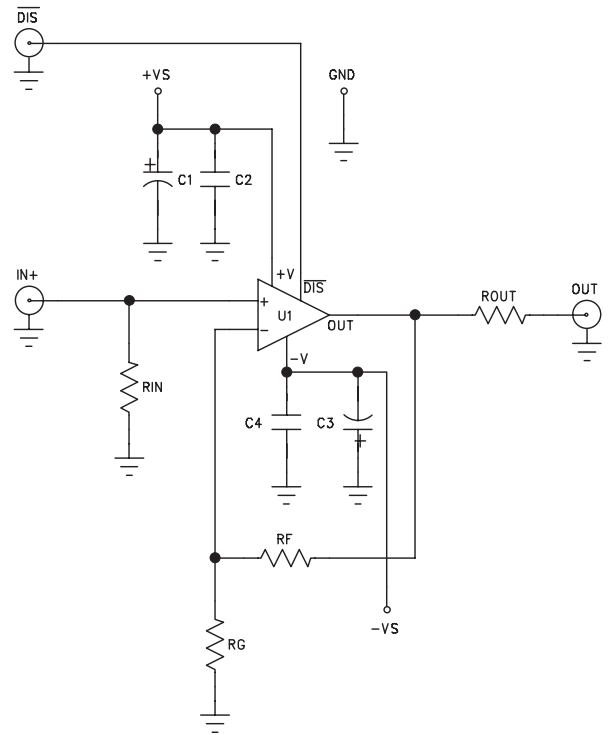 DIS
+VS
GND
+
C1
C2
IN+
+V
DIS
+
U1
−
OUT
ROUT
OUT
−V
RIN
C4
C3
+
RF
−VS
RG